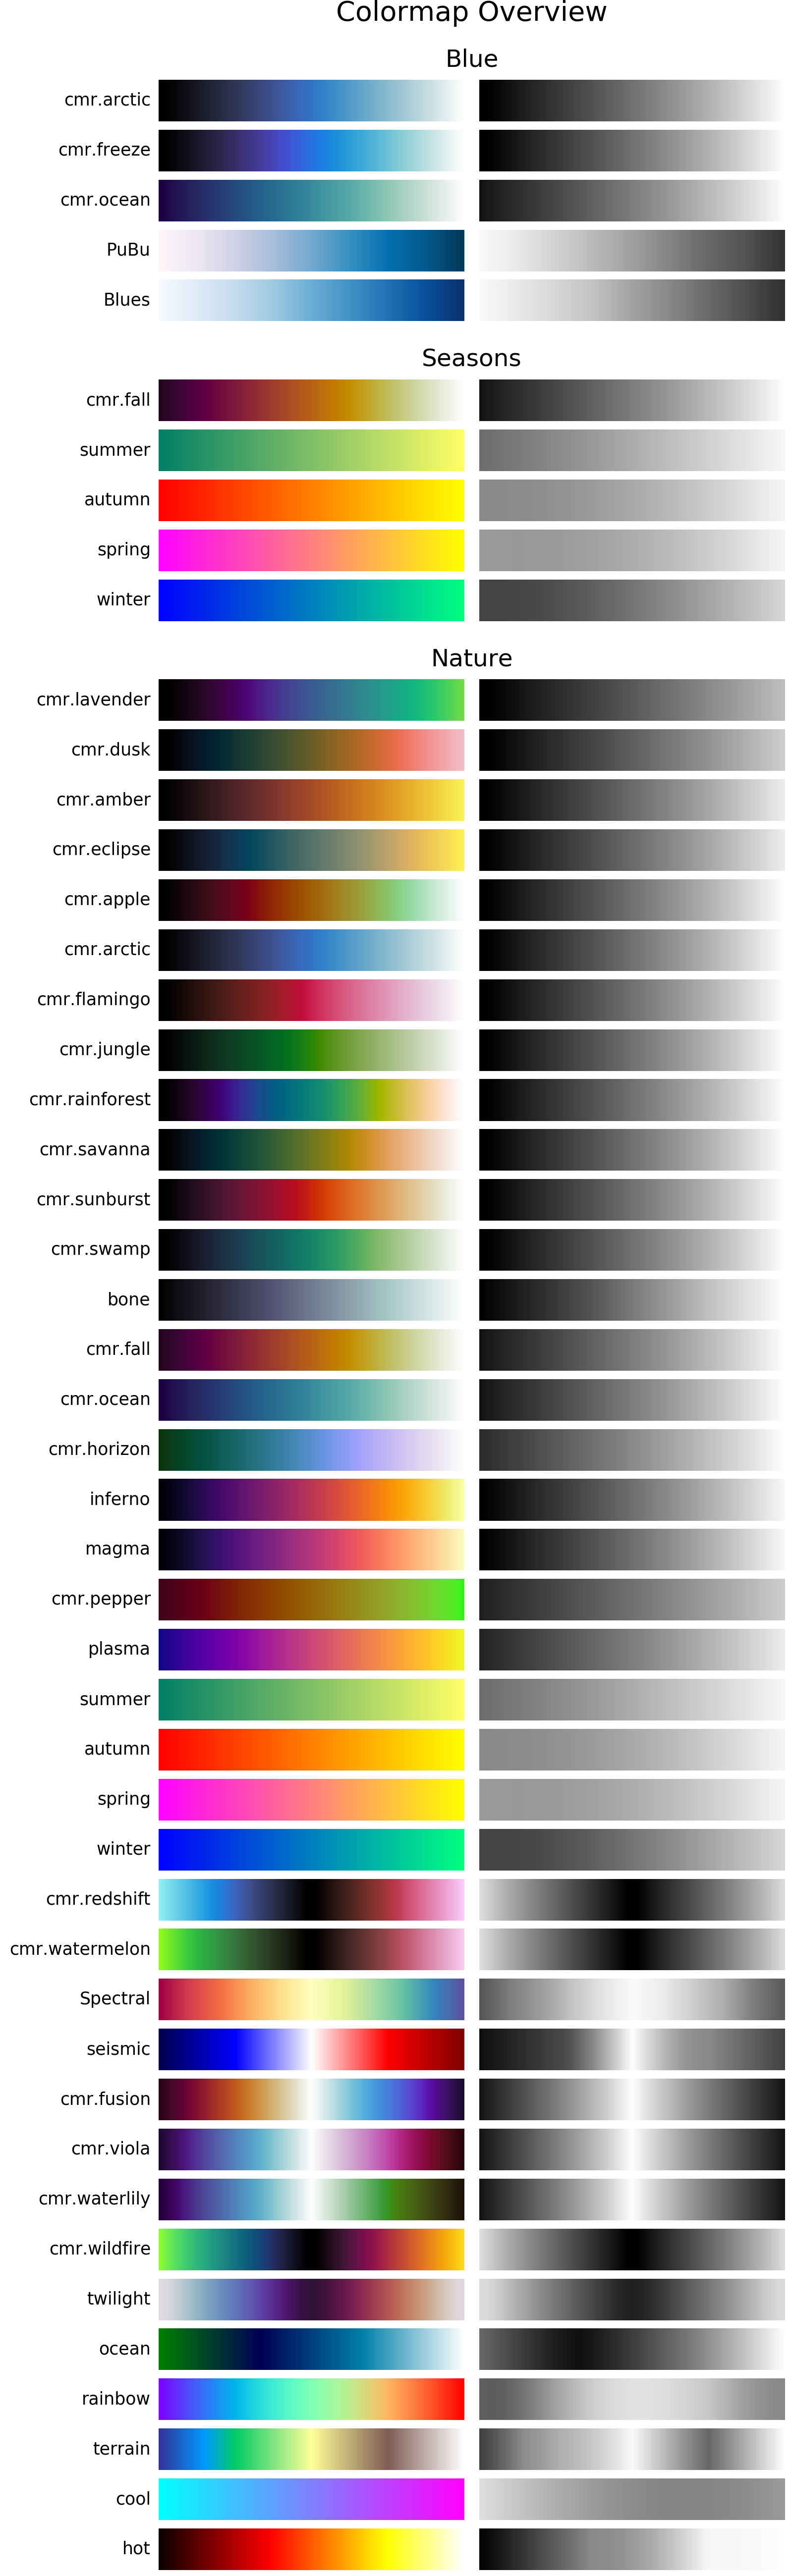 Colormap Overview
Blue
cmr.arctic
cmr.freeze
cmr.ocean
PuBu
Blues
Seasons
cmr.fall
summer
autumn
spring
winter
Nature
cmr.lavender
cmr.dusk
cmr.amber
cmr.eclipse
cmr.apple
cmr.arctic
cmr.flamingo
cmr.jungle
cmr.rainforest
cmr.savanna
cmr.sunburst
cmr.swamp
bone
cmr.fall
cmr.ocean
cmr.horizon
inferno
magma
cmr.pepper
plasma
summer
autumn
spring
winter
cmr.redshift
cmr.watermelon
Spectral
seismic
cmr.fusion
cmr.viola
cmr.waterlily
cmr.wildfire
twilight
ocean
rainbow
terrain
cool
hot